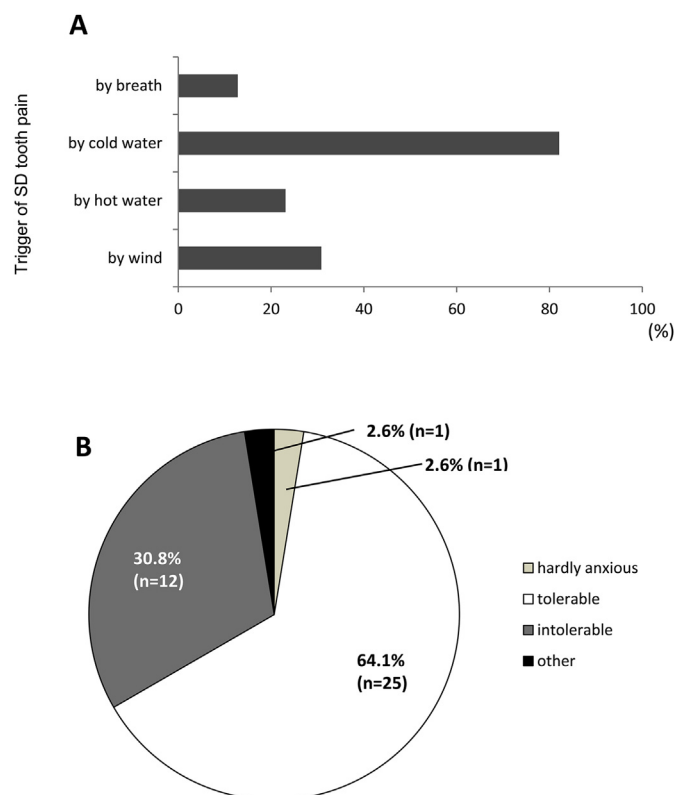 A
Trigger of SD tooth pain
by breath
by cold water
by hot water
by wind
0 20 40 60 80 100
(%)
B
2.6% (n=1)
2.6% (n=1)
30.8%
(n=12)
64.1%
(n=25)
hardly anxious
tolerable
intolerable
other